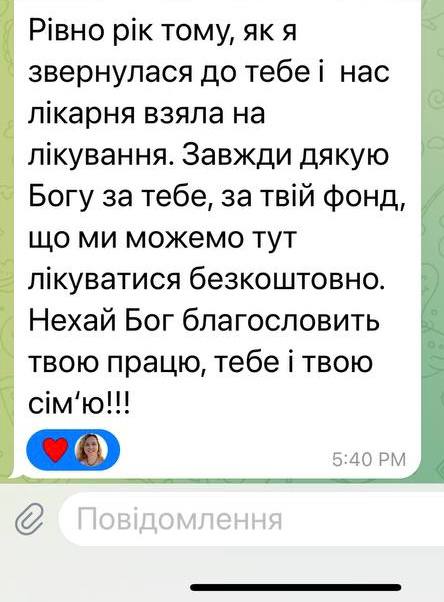 Рівно рік тому, як я
звернулася до тебе і  нас
лікарня взяла на
лікування. Завжди дякую
Богу за тебе, за твій фонд,
що ми можемо тут
лікуватися безкоштовно.
Нехай Бог благословить
твою працю, тебе і твою
сім‘ю!!!
5:40 PM
Повідомлення